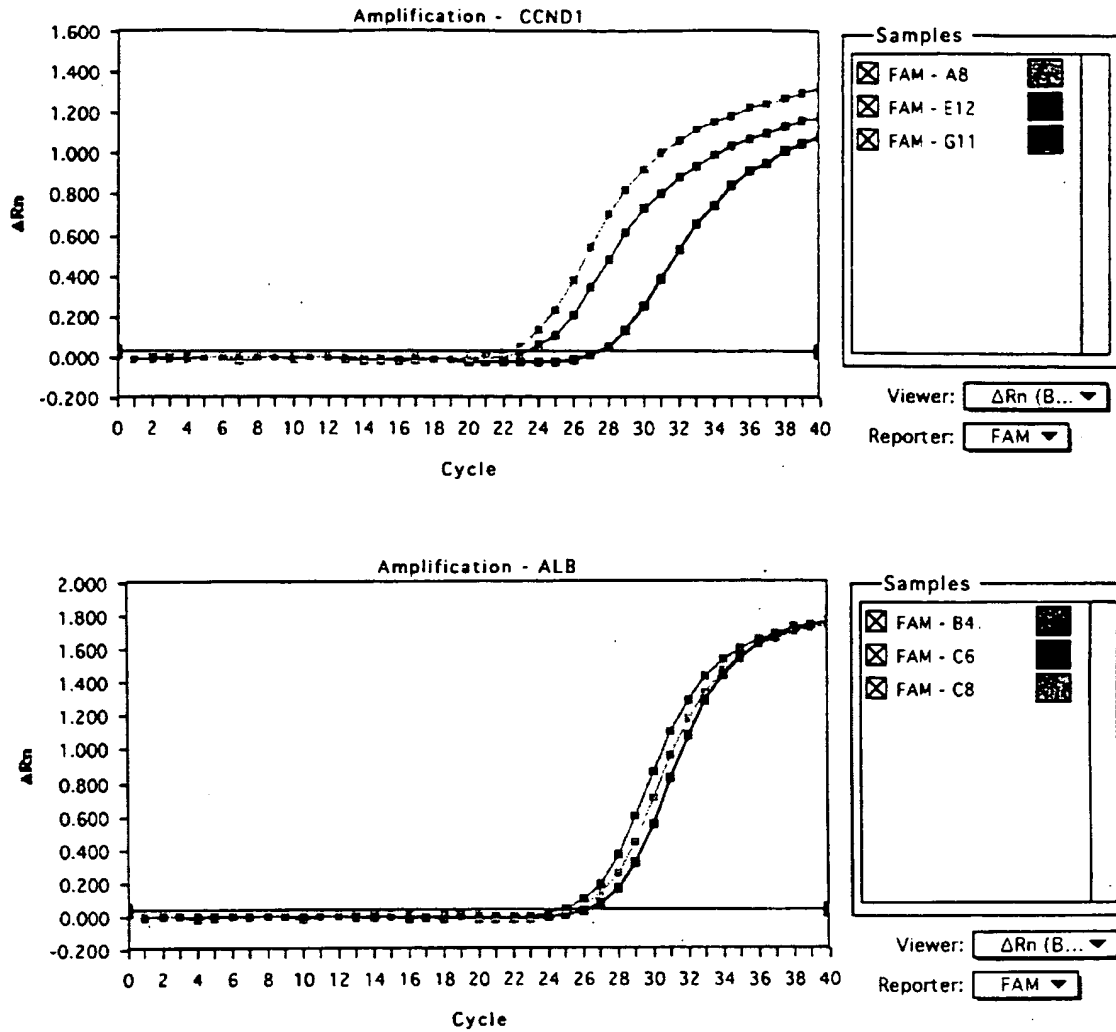 Amplification - CCND1
1.600
1.400
1.200
1.000
0.800
0.600
0.400
0.200
0.000
-0.200
ΔRn
0 2 4 6 8 10 12 14 16 18 20 22 24 26 28 30 32 34 36 38 40
Cycle
Samples
FAM - A8
FAM - E12
FAM - G11
Viewer: ΔRn (B... ▼
Reporter: FAM ▼
Amplification - ALB
2.000
1.800
1.600
1.400
1.200
1.000
0.800
0.600
0.400
0.200
0.000
-0.200
ΔRn
0 2 4 6 8 10 12 14 16 18 20 22 24 26 28 30 32 34 36 38 40
Cycle
Samples
FAM - B4
FAM - C6
FAM - C8
Viewer: ΔRn (B... ▼
Reporter: FAM ▼